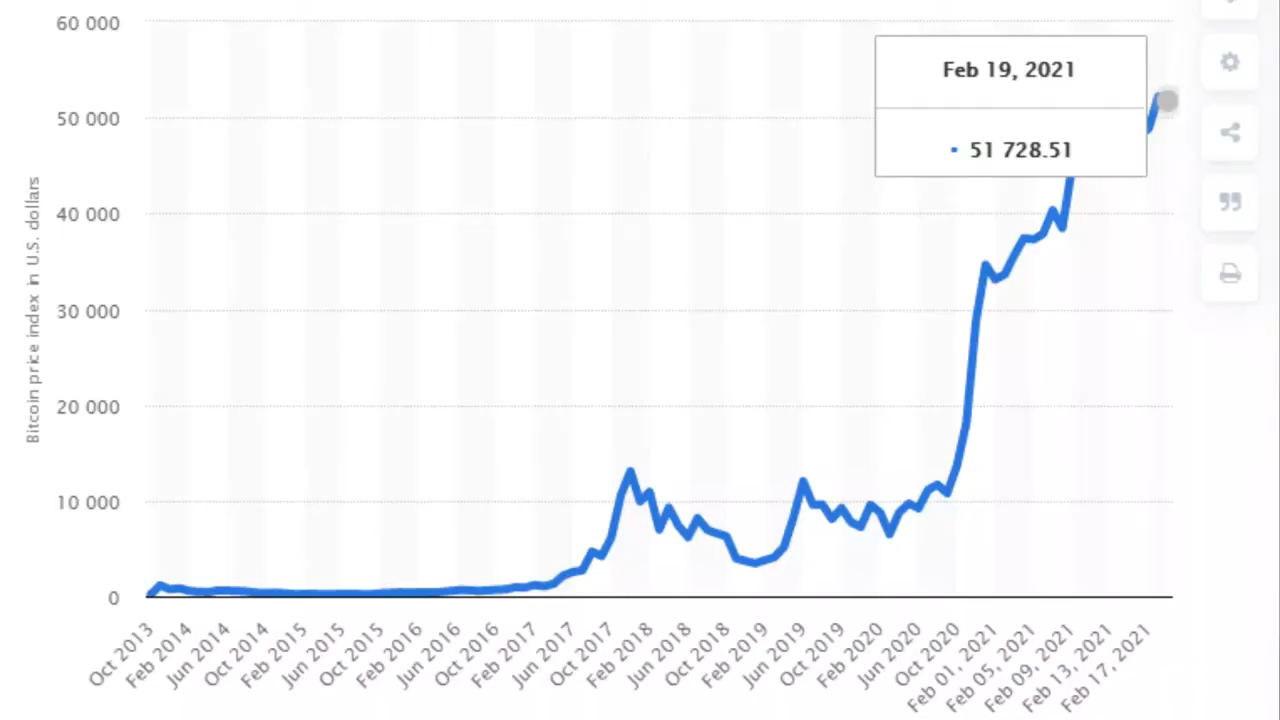 60 000
50 000
40 000
30 000
20 000
10 000
0
Bitcoin price index in U.S. dollars
Feb 19, 2021
51 728.51
Oct 2013
Feb 2014
Jun 2014
Oct 2014
Feb 2015
Jun 2015
Oct 2015
Feb 2016
Jun 2016
Oct 2016
Feb 2017
Jun 2017
Oct 2017
Feb 2018
Jun 2018
Oct 2018
Feb 2019
Jun 2019
Oct 2019
Feb 2020
Jun 2020
Oct 2020
Feb 01, 2021
Feb 05, 2021
Feb 09, 2021
Feb 13, 2021
Feb 17, 2021